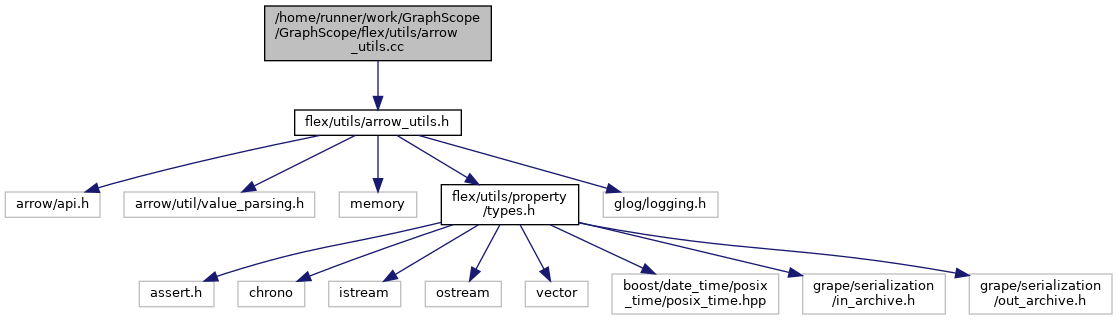 /home/runner/work/GraphScope
/GraphScope/flex/utils/arrow
_utils.cc
flex/utils/arrow_utils.h
arrow/api.h
arrow/util/value_parsing.h
memory
flex/utils/property
/types.h
glog/logging.h
assert.h
chrono
istream
ostream
vector
boost/date_time/posix
_time/posix_time.hpp
grape/serialization
/in_archive.h
grape/serialization
/out_archive.h